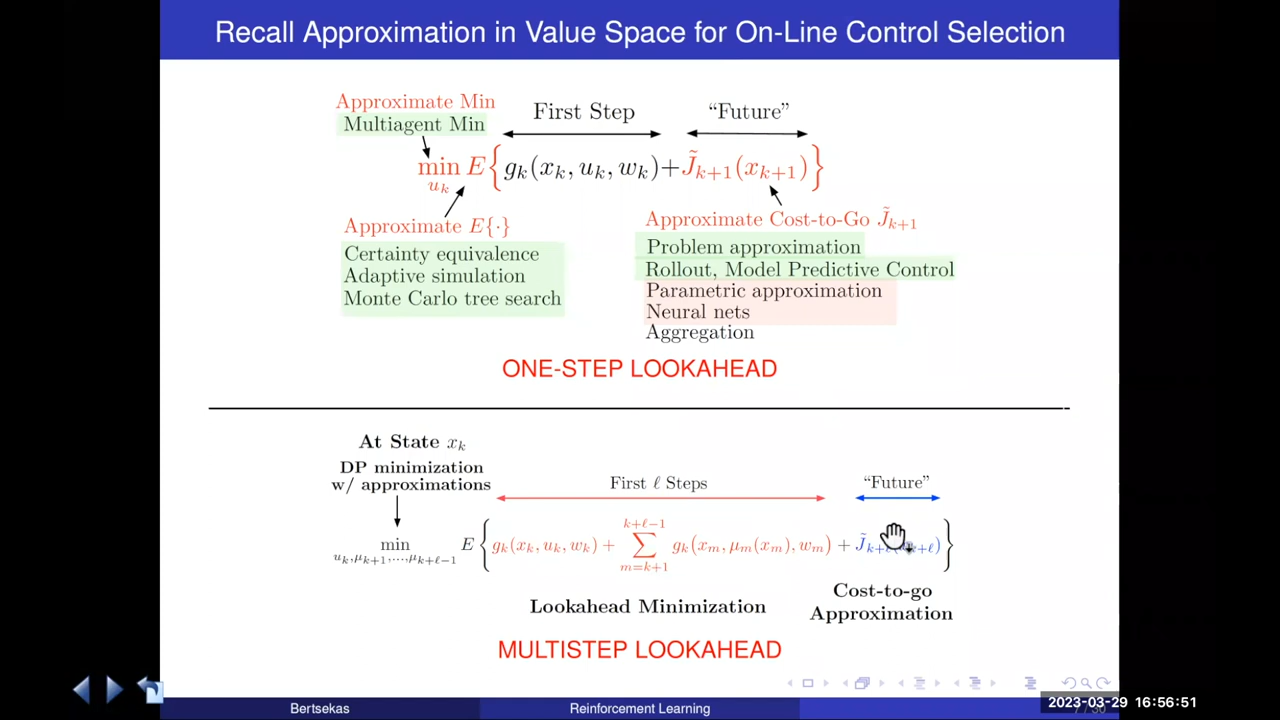 Recall Approximation in Value Space for On-Line Control Selection
Approximate Min
Multiagent Min
First Step
“Future”
min E{g_k(x_k, u_k, w_k)+J̃_{k+1}(x_{k+1})}
u_k
Approximate E{·}
Certainty equivalence
Adaptive simulation
Monte Carlo tree search
Approximate Cost-to-Go J̃_{k+1}
Problem approximation
Rollout, Model Predictive Control
Parametric approximation
Neural nets
Aggregation
ONE-STEP LOOKAHEAD
At State x_k
DP minimization
w/ approximations
First ℓ Steps
“Future”
k+ℓ−1
min E{g_k(x_k, u_k, w_k) + ∑ g_k(x_m, μ_m(x_m), w_m) + J̃
u_k,μ_{k+1},...,μ_{k+ℓ−1}
m=k+1
Lookahead Minimization
Cost-to-go
Approximation
MULTISTEP LOOKAHEAD
Bertsekas
Reinforcement Learning
2023-03-29 16:56:51